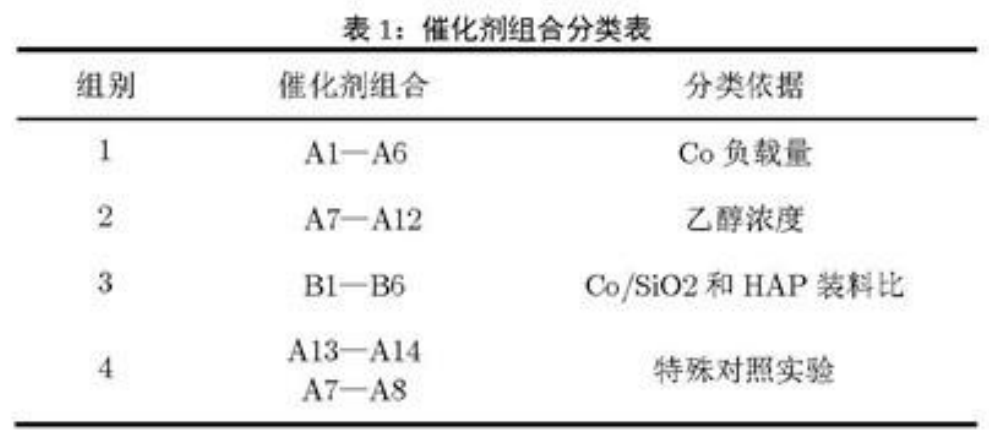 表 1：催化剂组合分类表
组别 催化剂组合 分类依据
1 A1—A6 Co 负载量
2 A7—A12 乙醇浓度
3 B1—B6 Co/SiO2 和 HAP 装料比
4 A13—A14 特殊对照实验
A7—A8